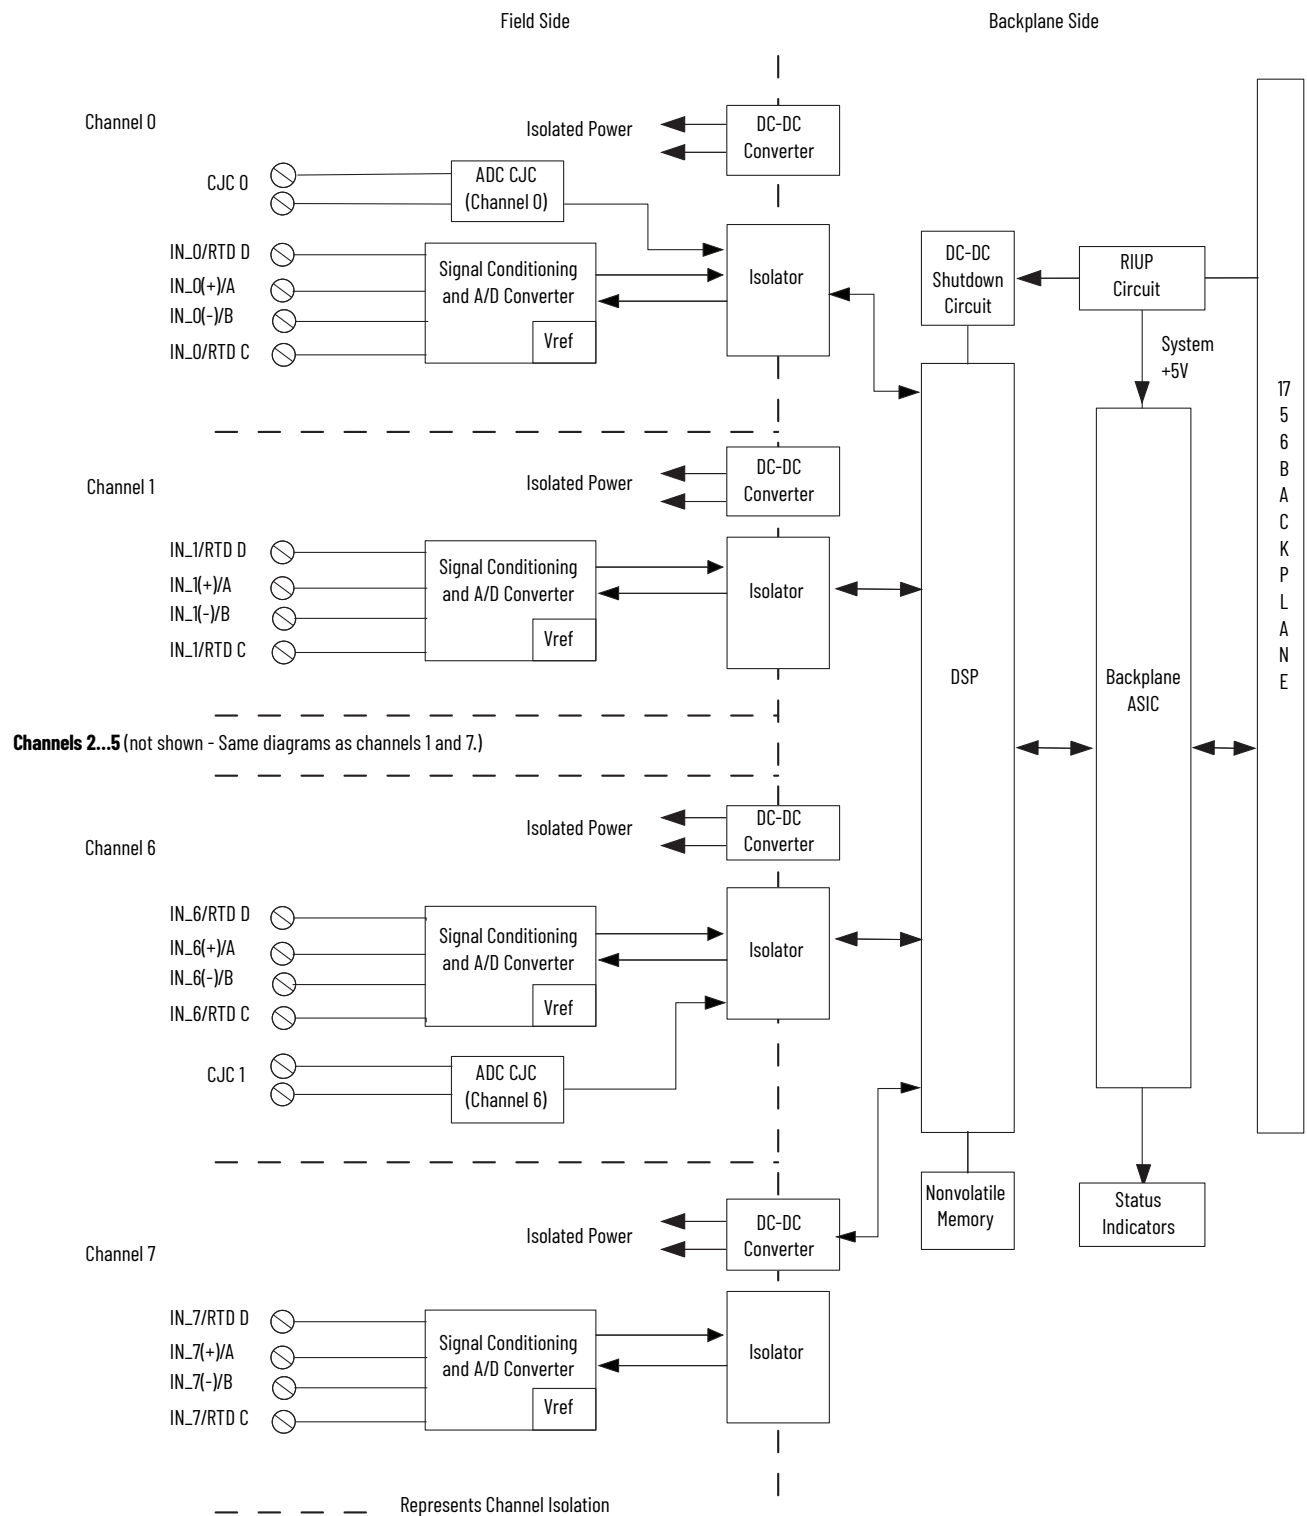 Field Side
Backplane Side
Channel 0
Isolated Power
DC-DC
Converter
CJC 0
ADC CJC
(Channel 0)
IN_0/RTD D
IN_0(+)/A
IN_0(-)/B
IN_0/RTD C
Signal Conditioning
and A/D Converter
Vref
Isolator
DC-DC
Shutdown
Circuit
RIUP
Circuit
System
+5V
17
5
6
B
A
C
K
P
L
A
N
E
Channel 1
Isolated Power
DC-DC
Converter
IN_1/RTD D
IN_1(+)/A
IN_1(-)/B
IN_1/RTD C
Signal Conditioning
and A/D Converter
Vref
Isolator
DSP
Backplane
ASIC
Channels 2...5 (not shown - Same diagrams as channels 1 and 7.)
Channel 6
Isolated Power
DC-DC
Converter
IN_6/RTD D
IN_6(+)/A
IN_6(-)/B
IN_6/RTD C
Signal Conditioning
and A/D Converter
Vref
Isolator
CJC 1
ADC CJC
(Channel 6)
Nonvolatile
Memory
Status
Indicators
Channel 7
Isolated Power
DC-DC
Converter
IN_7/RTD D
IN_7(+)/A
IN_7(-)/B
IN_7/RTD C
Signal Conditioning
and A/D Converter
Vref
Isolator
Represents Channel Isolation